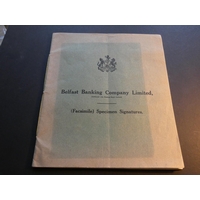 Belfast Banking Company Limited,
(Facsimile) Specimen Signatures.